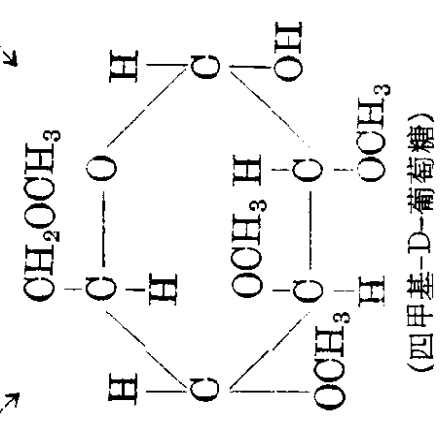 CH₂OCH₃
C O
H H
H
C C
OCH₃ H OH
C C
OCH₃ H OCH₃
(四甲基-D-葡萄糖)